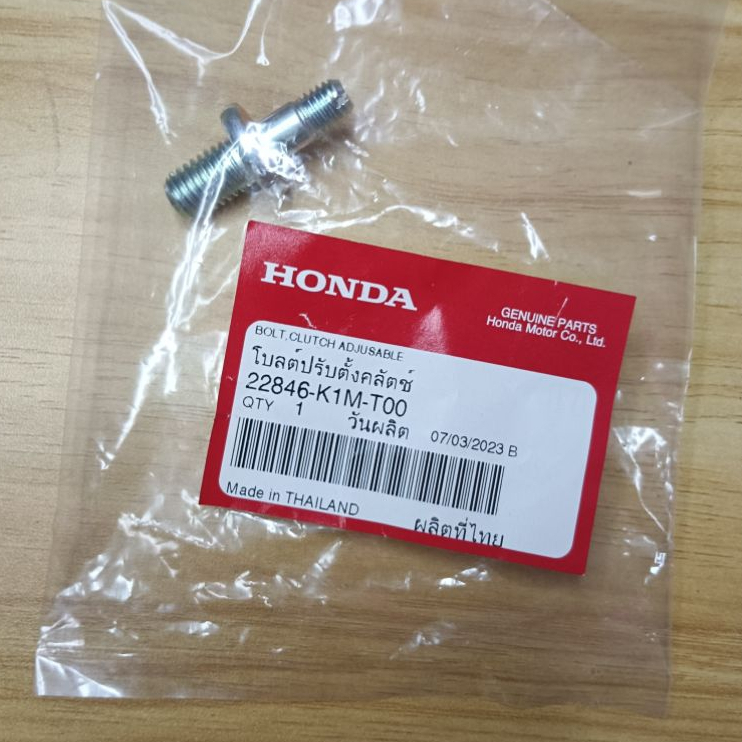 HONDA
GENUINE PARTS
Honda Motor Co., Ltd.
BOLT,CLUTCH ADJUSABLE
โบลต์ปรับตั้งคลัตช์
22846-K1M-T00
QTY 1 วันผลิต 07/03/2023 B
Made in THAILAND ผลิตที่ไทย